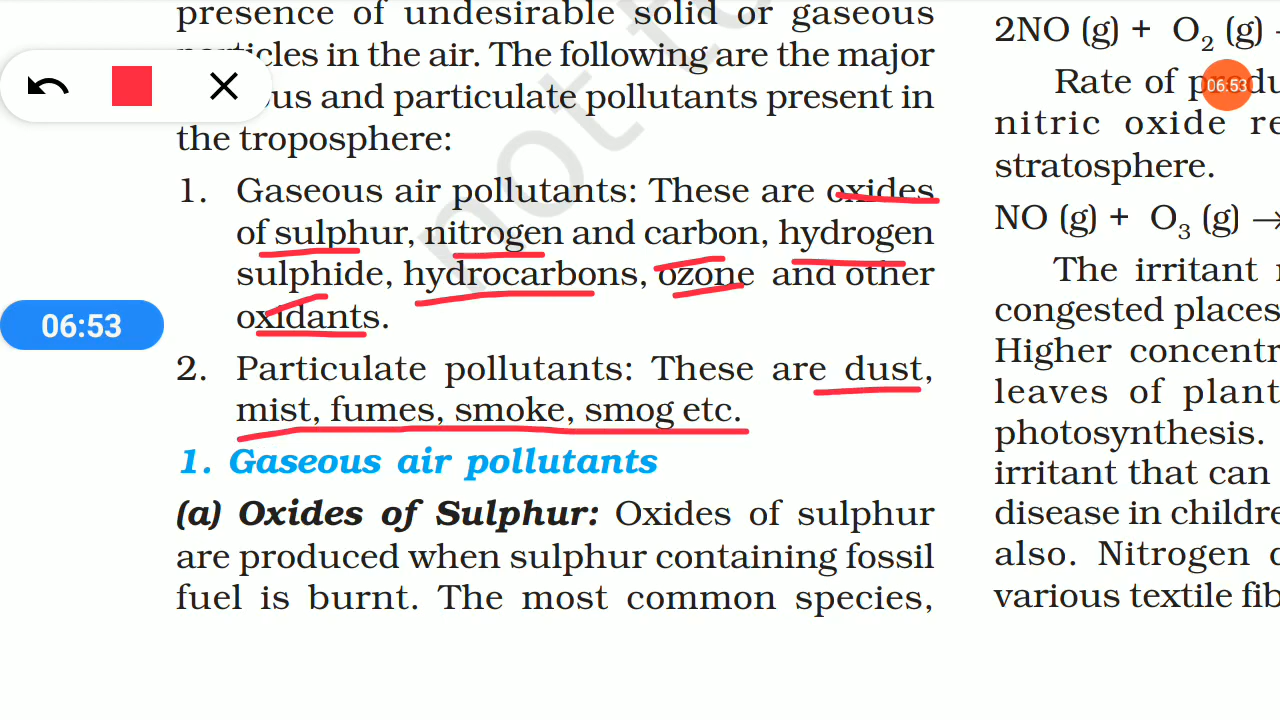 presence of undesirable solid or gaseous
cles in the air. The following are the major
us and particulate pollutants present in
the troposphere:
1. Gaseous air pollutants: These are oxides
of sulphur, nitrogen and carbon, hydrogen
sulphide, hydrocarbons, ozone and other
oxidants.
2. Particulate pollutants: These are dust,
mist, fumes, smoke, smog etc.
1. Gaseous air pollutants
(a) Oxides of Sulphur: Oxides of sulphur
are produced when sulphur containing fossil
fuel is burnt. The most common species,
2NO (g) + O2 (g)
Rate of produ
nitric oxide re
stratosphere.
NO (g) + O3 (g) →
The irritant
congested places
Higher concentr
leaves of plant
photosynthesis.
irritant that can
disease in childre
also. Nitrogen
various textile fib
06:53
06:53
not t